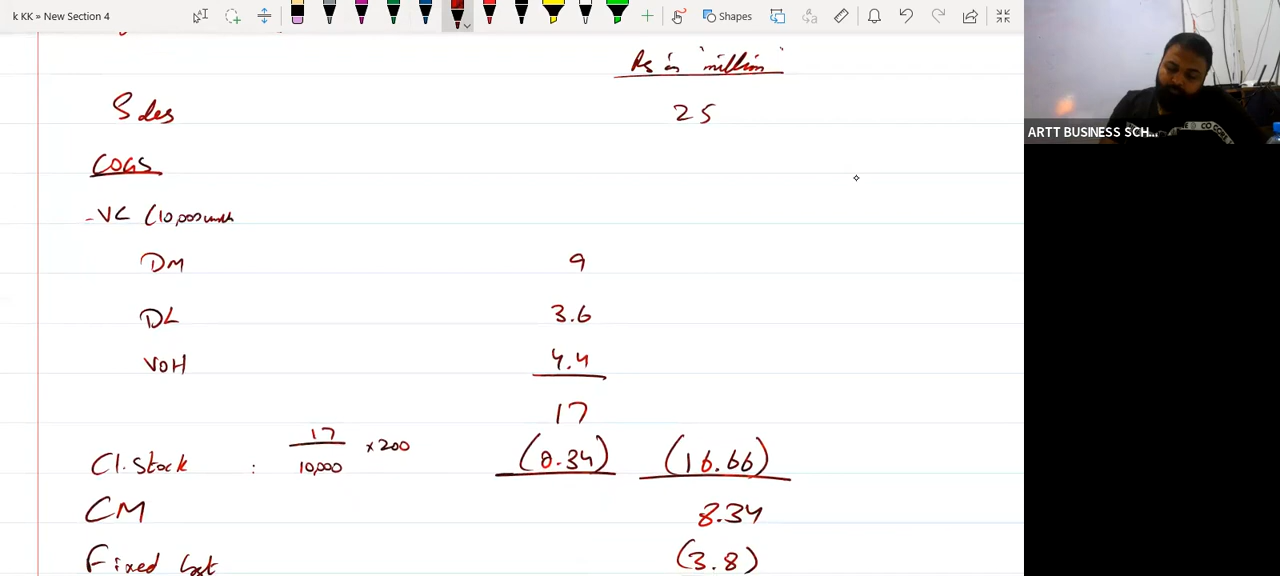 k KK » New Section 4
Shapes
Rs in "million"
Sales 25
COGS
-VC (10,000 units
DM 9
DL 3.6
VOH 4.4
17
Cl. Stock : 17/10,000 x200 (0.34) (16.66)
CM 8.34
Fixed Cost (3.8)
ARTT BUSINESS SCH...